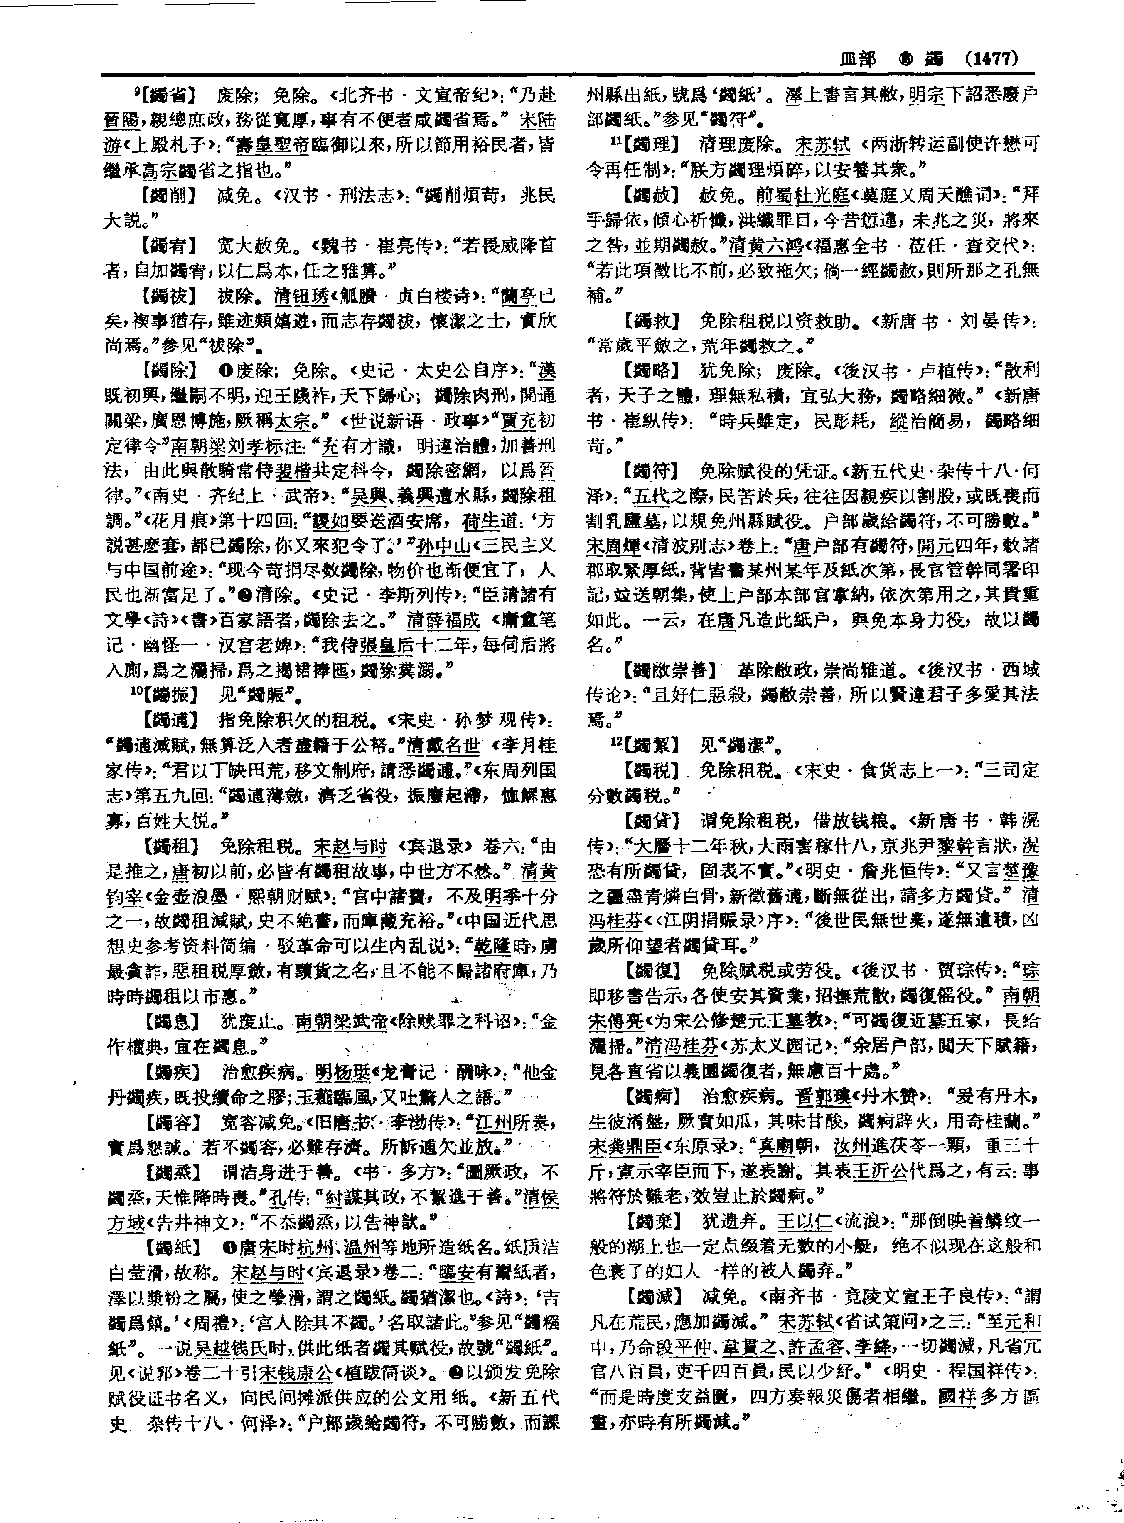 皿部 ⑱ 蠲 (1477)
⁹【蠲省】 废除；免除。《北齐书·文宣帝纪》：“乃赴
晋陽，親總庶政，務從寬厚，事有不便者咸蠲省焉。” 宋陆
游《上殿札子》：“壽皇聖帝臨御以來，所以節用裕民者，皆
繼承高宗蠲省之指也。”
【蠲削】 减免。《汉书·刑法志》：“蠲削煩苛，兆民
大説。”
【蠲宥】 宽大赦免。《魏书·崔亮传》：“若畏威降首
者，自加蠲宥，以仁爲本，任之雅算。”
【蠲祓】 祓除。清钮琇《觚賸·贞白楼诗》：“蘭亭已
矣，禊事猶存，雖迹類嬉遊，而志存蠲祓，懷潔之士，實欣
尚焉。”参见“祓除”。
【蠲除】 ❶废除；免除。《史记·太史公自序》：“漢
既初興，繼嗣不明，迎王踐祚，天下歸心；蠲除肉刑，開通
關梁，廣恩博施，厥稱太宗。”《世说新语·政事》“賈充初
定律令”南朝梁刘孝标注：“充有才識，明達治體，加善刑
法，由此與散騎常侍裴楷共定科令，蠲除密網，以爲晉
律。”《南史·齐纪上·武帝》：“吴興、義興遭水縣，蠲除租
調。”《花月痕》第十四回：“謖如要送酒安席，荷生道：‘方
説甚麽套，都已蠲除，你又來犯令了。’”孙中山《三民主义
与中国前途》：“现今苛捐尽数蠲除，物价也渐便宜了，人
民也渐富足了。”❷清除。《史记·李斯列传》：“臣請諸有
文學《詩》《書》百家語者，蠲除去之。” 清薛福成《庸盦笔
记·幽怪一·汉宫老婢》：“我侍張皇后十二年，每伺后將
入厠，爲之灑掃，爲之揭裙捧匜，蠲除糞溺。”
¹⁰【蠲振】 见“蠲賑”。
【蠲逋】 指免除积欠的租税。《宋史·孙梦观传》：
“蠲逋減賦，無算泛入者盡籍于公帑。”清戴名世《李月桂
家传》：“君以丁缺田荒，移文制府，請悉蠲逋。”《东周列国
志》第五九回：“蠲逋薄斂，濟乏省役，振廢起滯，恤鰥惠
寡，百姓大悦。”
【蠲租】 免除租税。宋赵与时《宾退录》卷六：“由
是推之，唐初以前，必皆有蠲租故事，中世方不然。” 清黄
钧宰《金壶浪墨·熙朝财赋》：“宫中諸費，不及明季十分
之一，故蠲租減賦，史不絶書，而庫藏充裕。”《中国近代思
想史参考资料简编·驳革命可以生内乱说》：“乾隆時，虜
最貪詐，惡租税厚斂，有黷貨之名，且不能不歸諸府庫，乃
時時蠲租以市惠。”
【蠲息】 犹废止。南朝梁武帝《除赎罪之科诏》：“金
作權典，宜在蠲息。”
【蠲疾】 治愈疾病。明杨珽《龙膏记·酬咏》：“他金
丹蠲疾，既投續命之膠；玉燕臨風，又吐驚人之語。”
【蠲容】 宽容减免。《旧唐书·李渤传》：“江州所奏，
實爲懇誠。若不蠲容，必難存濟。所訴逋欠並放。”
【蠲烝】 谓洁身进于善。《书·多方》：“圖厥政，不
蠲烝，天惟降時喪。”孔传：“紂謀其政，不絜進于善。”清侯
方域《告井神文》：“不忝蠲烝，以告神歆。”
【蠲紙】 ❶唐宋时杭州、温州等地所造纸名。纸质洁
白莹滑，故称。宋赵与时《宾退录》卷二：“臨安有鬻紙者，
澤以漿粉之屬，使之瑩滑，謂之蠲紙。蠲猶潔也。《詩》：‘吉
蠲爲饎。’《周禮》：‘宫人除其不蠲。’名取諸此。”参见“蠲糨
紙”。一说吴越钱氏时，供此纸者蠲其赋役，故號“蠲紙”。
见《说郛》卷二十引宋钱康公《植跋简谈》。❷以颁发免除
赋役证书名义，向民间摊派供应的公文用纸。《新五代
史·杂传十八·何泽》：“户部歲給蠲符，不可勝數，而課
州縣出紙，號爲‘蠲紙’。澤上書言其敝，明宗下詔悉廢户
部蠲紙。”参见“蠲符”。
¹¹【蠲理】 清理废除。宋苏轼《两浙转运副使许懋可
令再任制》：“朕方蠲理煩碎，以安養其衆。”
【蠲赦】 赦免。前蜀杜光庭《莫庭乂周天醮词》：“拜
手歸依，傾心祈懺，洪纖罪目，今昔愆違，未兆之災，將來
之咎，並期蠲赦。”清黄六鸿《福惠全书·莅任·查交代》：
“若此項徵比不前，必致拖欠；倘一經蠲赦，則所那之孔無
補。”
【蠲救】 免除租税以资救助。《新唐书·刘晏传》：
“常歲平斂之，荒年蠲救之。”
【蠲略】 犹免除；废除。《後汉书·卢植传》：“散利
者，天子之體，理無私積，宜弘大務，蠲略細微。”《新唐
书·崔纵传》：“時兵雖定，民彫耗，縱治簡易，蠲略細
苛。”
【蠲符】 免除赋役的凭证。《新五代史·杂传十八·何
泽》：“五代之際，民苦於兵，往往因親疾以割股，或既喪而
割乳廬墓，以規免州縣賦役。户部歲給蠲符，不可勝數。”
宋周煇《清波别志》卷上：“唐户部有蠲符，開元四年，敕諸
郡取緊厚紙，背皆書某州某年及紙次第，長官管幹同署印
記，並送朝集，使上户部本部官掌納，依次第用之，其貴重
如此。一云，在唐凡造此紙户，與免本身力役，故以蠲
名。”
【蠲敝崇善】 革除敝政，崇尚雅道。《後汉书·西域
传论》：“且好仁惡殺，蠲敝崇善，所以賢達君子多愛其法
焉。”
¹²【蠲絜】 见“蠲潔”。
【蠲税】 免除租税。《宋史·食货志上一》：“三司定
分數蠲税。”
【蠲貸】 谓免除租税，借放钱粮。《新唐书·韩滉
传》：“大曆十二年秋，大雨害稼什八，京兆尹黎幹言狀，滉
恐有所蠲貸，固表不實。”《明史·詹兆恒传》：“又言楚豫
之疆盡青燐白骨，新徵舊逋，斷無從出，請多方蠲貸。” 清
冯桂芬《〈江阴捐赈录〉序》：“後世民無世業，遂無遺積，凶
歲所仰望者蠲貸耳。”
【蠲復】 免除赋税或劳役。《後汉书·贾琮传》：“琮
即移書告示，各使安其資業，招撫荒散，蠲復徭役。” 南朝
宋傅亮《为宋公修楚元王墓教》：“可蠲復近墓五家，長給
灑掃。”清冯桂芬《苏太义园记》：“余居户部，閲天下賦籍，
見各直省以義園蠲復者，無慮百十處。”
【蠲痾】 治愈疾病。晋郭璞《丹木赞》：“爰有丹木，
生彼洧盤，厥實如瓜，其味甘酸，蠲痾辟火，用奇桂蘭。”
宋龚鼎臣《东原录》：“真廟朝，汝州進茯苓一顆，重三十
斤，宣示宰臣而下，遂表謝。其表王沂公代爲之，有云：事
將符於難老，效豈止於蠲痾。”
【蠲棄】 犹遗弃。王以仁《流浪》：“那倒映着鳞纹一
般的湖上也一定点缀着无数的小艇，绝不似现在这般和
色衰了的妇人一样的被人蠲弃。”
【蠲減】 减免。《南齐书·竟陵文宣王子良传》：“謂
凡在荒民，應加蠲減。” 宋苏轼《省试策问》之三：“至元和
中，乃命段平仲、韋貫之、許孟容、李絳，一切蠲減，凡省冗
官八百員，吏千四百員，民以少紓。”《明史·程国祥传》：
“而是時度支益匱，四方奏報災傷者相繼。國祥多方區
畫，亦時有所蠲減。”